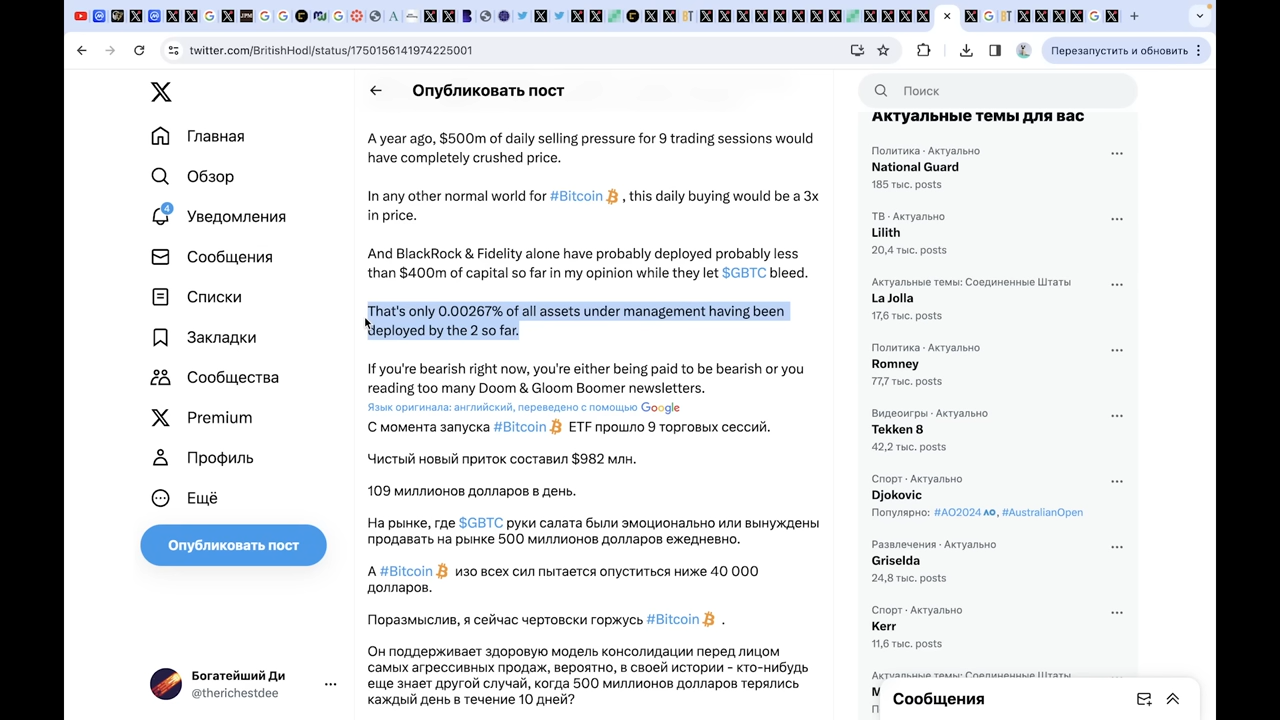 twitter.com/BritishHodl/status/1750156141974225001
Перезапустить и обновить
Главная
Обзор
4
Уведомления
Сообщения
Списки
Закладки
Сообщества
Premium
Профиль
Ещё
Опубликовать пост
Богатейший Ди
@therichestdee
Опубликовать пост
A year ago, $500m of daily selling pressure for 9 trading sessions would
have completely crushed price.
In any other normal world for #Bitcoin , this daily buying would be a 3x
in price.
And BlackRock & Fidelity alone have probably deployed probably less
than $400m of capital so far in my opinion while they let $GBTC bleed.
That's only 0.00267% of all assets under management having been
deployed by the 2 so far.
If you're bearish right now, you're either being paid to be bearish or you
reading too many Doom & Gloom Boomer newsletters.
Язык оригинала: английский, переведено с помощью Google
С момента запуска #Bitcoin ETF прошло 9 торговых сессий.
Чистый новый приток составил $982 млн.
109 миллионов долларов в день.
На рынке, где $GBTC руки салата были эмоционально или вынуждены
продавать на рынке 500 миллионов долларов ежедневно.
А #Bitcoin изо всех сил пытается опуститься ниже 40 000
долларов.
Поразмыслив, я сейчас чертовски горжусь #Bitcoin .
Он поддерживает здоровую модель консолидации перед лицом
самых агрессивных продаж, вероятно, в своей истории - кто-нибудь
еще знает другой случай, когда 500 миллионов долларов терялись
каждый день в течение 10 дней?
Поиск
Актуальные темы для вас
Политика · Актуально
National Guard
185 тыс. posts
ТВ · Актуально
Lilith
20,4 тыс. posts
Актуальные темы: Соединенные Штаты
La Jolla
17,6 тыс. posts
Политика · Актуально
Romney
77,7 тыс. posts
Видеоигры · Актуально
Tekken 8
42,2 тыс. posts
Спорт · Актуально
Djokovic
Популярно: #AO2024 AO, #AustralianOpen
Развлечения · Актуально
Griselda
24,8 тыс. posts
Спорт · Актуально
Kerr
11,6 тыс. posts
Актуальные темы: Соединенные Штаты
Сообщения